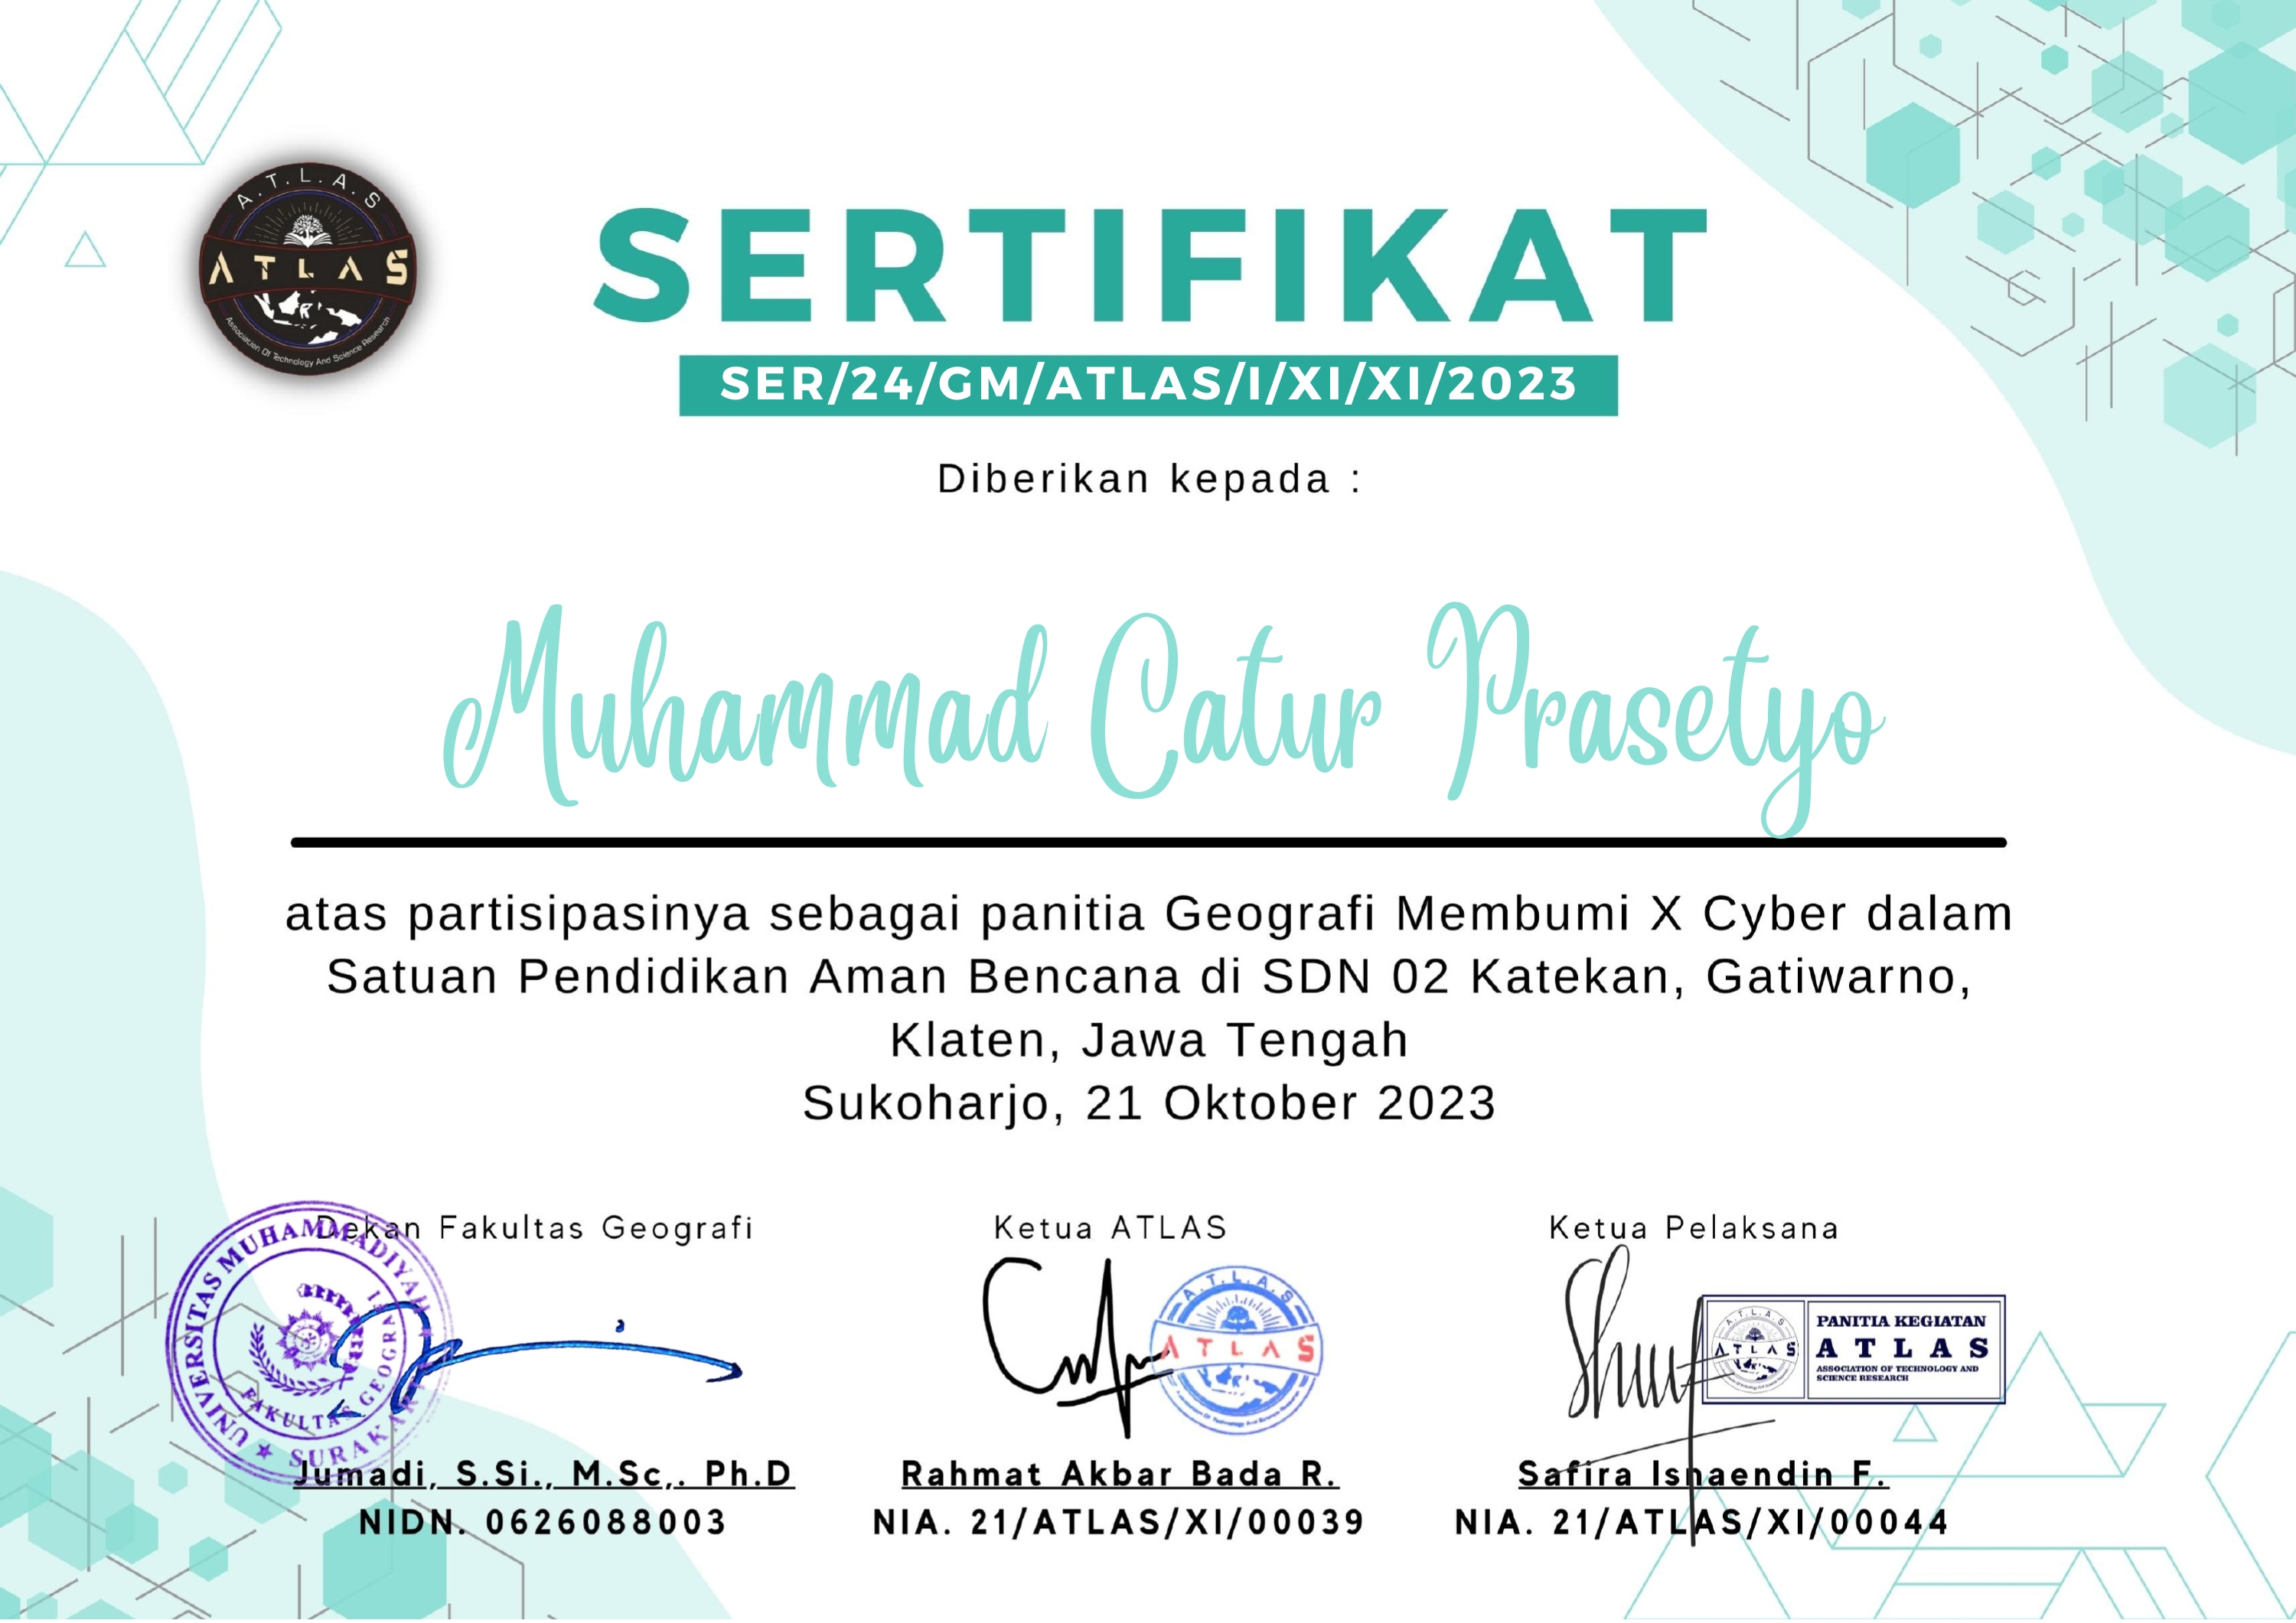 A.T.L.A.S
ATLAS
Association Of Technology And Science Research
SERTIFIKAT
SER/24/GM/ATLAS/I/XI/XI/2023
Diberikan kepada :
Muhammad Catur Prasetyo
atas partisipasinya sebagai panitia Geografi Membumi X Cyber dalam
Satuan Pendidikan Aman Bencana di SDN 02 Katekan, Gatiwarno,
Klaten, Jawa Tengah
Sukoharjo, 21 Oktober 2023
Dekan Fakultas Geografi
UNIVERSITAS MUHAMMADIYAH
SURAKARTA
FAKULTAS GEOGRAFI
Jumadi, S.Si., M.Sc,. Ph.D
NIDN. 0626088003
Ketua ATLAS
A.T.L.A.S
ATLAS
Rahmat Akbar Bada R.
NIA. 21/ATLAS/XI/00039
Ketua Pelaksana
A.T.L.A.S
ATLAS
PANITIA KEGIATAN
ATLAS
ASSOCIATION OF TECHNOLOGY AND
SCIENCE RESEARCH
Safira Isnaendin F.
NIA. 21/ATLAS/XI/00044